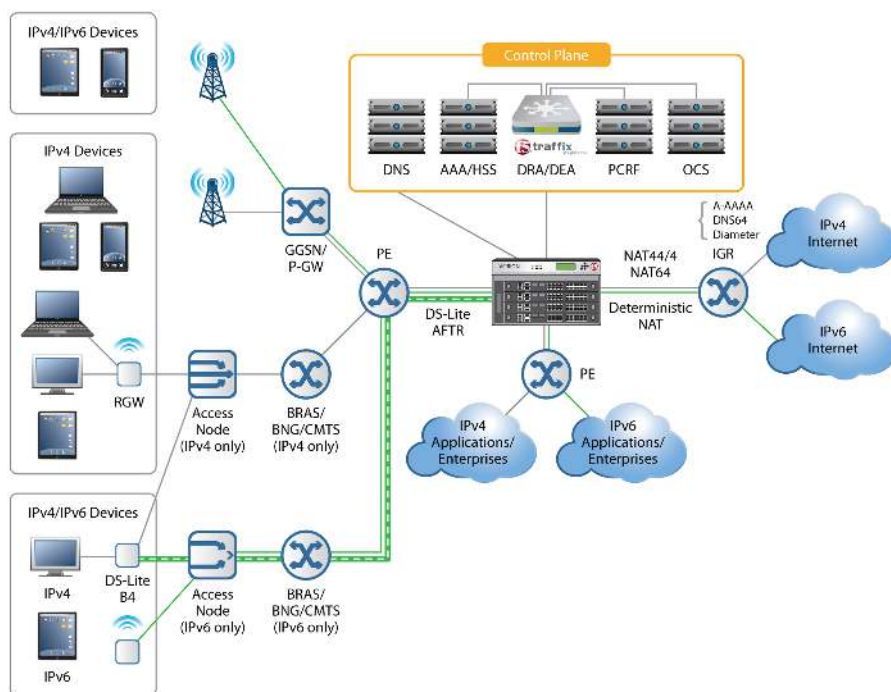 IPv4/IPv6 Devices
Control Plane
DNS
AAA/HSS
f5 traffix
DRA/DEA
PCRF
OCS
IPv4 Devices
GGSN/
P-GW
PE
DS-Lite
AFTR
NAT44/4
NAT64
Deterministic
NAT
A-AAAA
DNS64
Diameter
IGR
IPv4
Internet
IPv6
Internet
PE
IPv4
Applications/
Enterprises
IPv6
Applications/
Enterprises
RGW
Access
Node
(IPv4 only)
BRAS/
BNG/CMTS
(IPv4 only)
IPv4/IPv6 Devices
IPv4
DS-Lite
B4
IPv6
Access
Node
(IPv6 only)
BRAS/
BNG/CMTS
(IPv6 only)